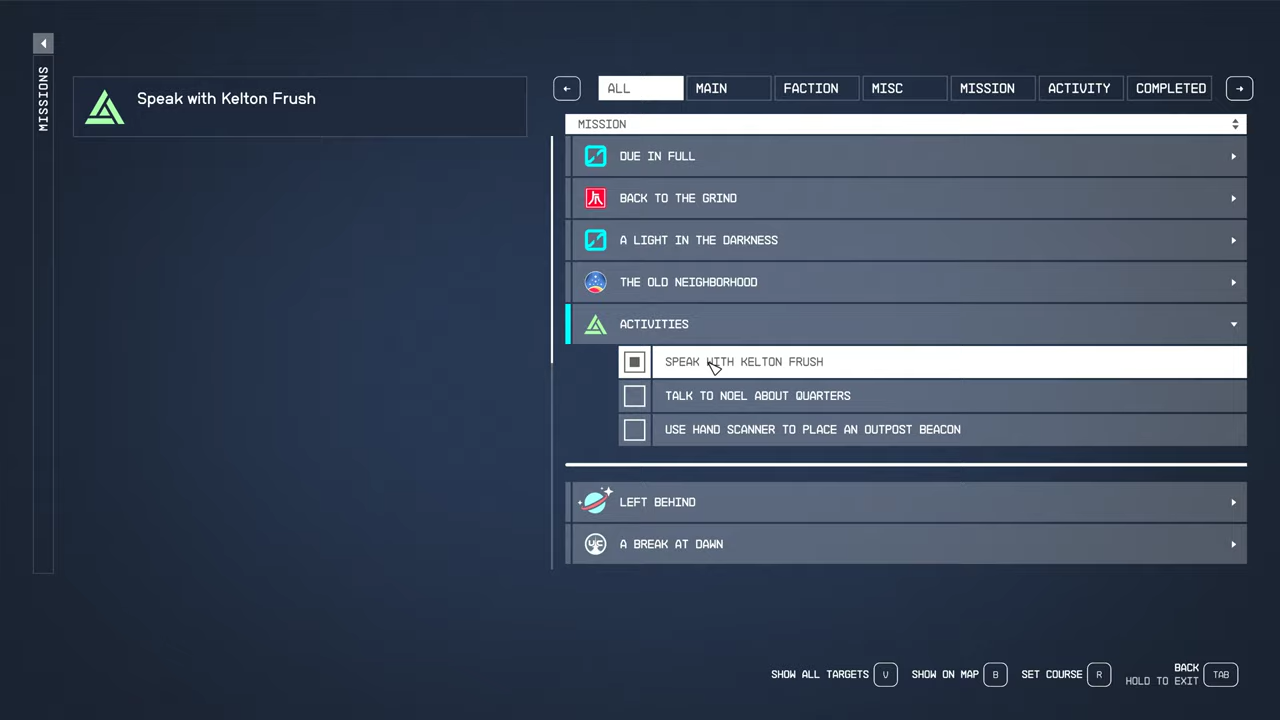 MISSIONS
Speak with Kelton Frush
ALL
MAIN
FACTION
MISC
MISSION
ACTIVITY
COMPLETED
MISSION
DUE IN FULL
BACK TO THE GRIND
A LIGHT IN THE DARKNESS
THE OLD NEIGHBORHOOD
ACTIVITIES
SPEAK WITH KELTON FRUSH
TALK TO NOEL ABOUT QUARTERS
USE HAND SCANNER TO PLACE AN OUTPOST BEACON
LEFT BEHIND
UC
A BREAK AT DAWN
SHOW ALL TARGETS V
SHOW ON MAP B
SET COURSE R
BACK
HOLD TO EXIT TAB